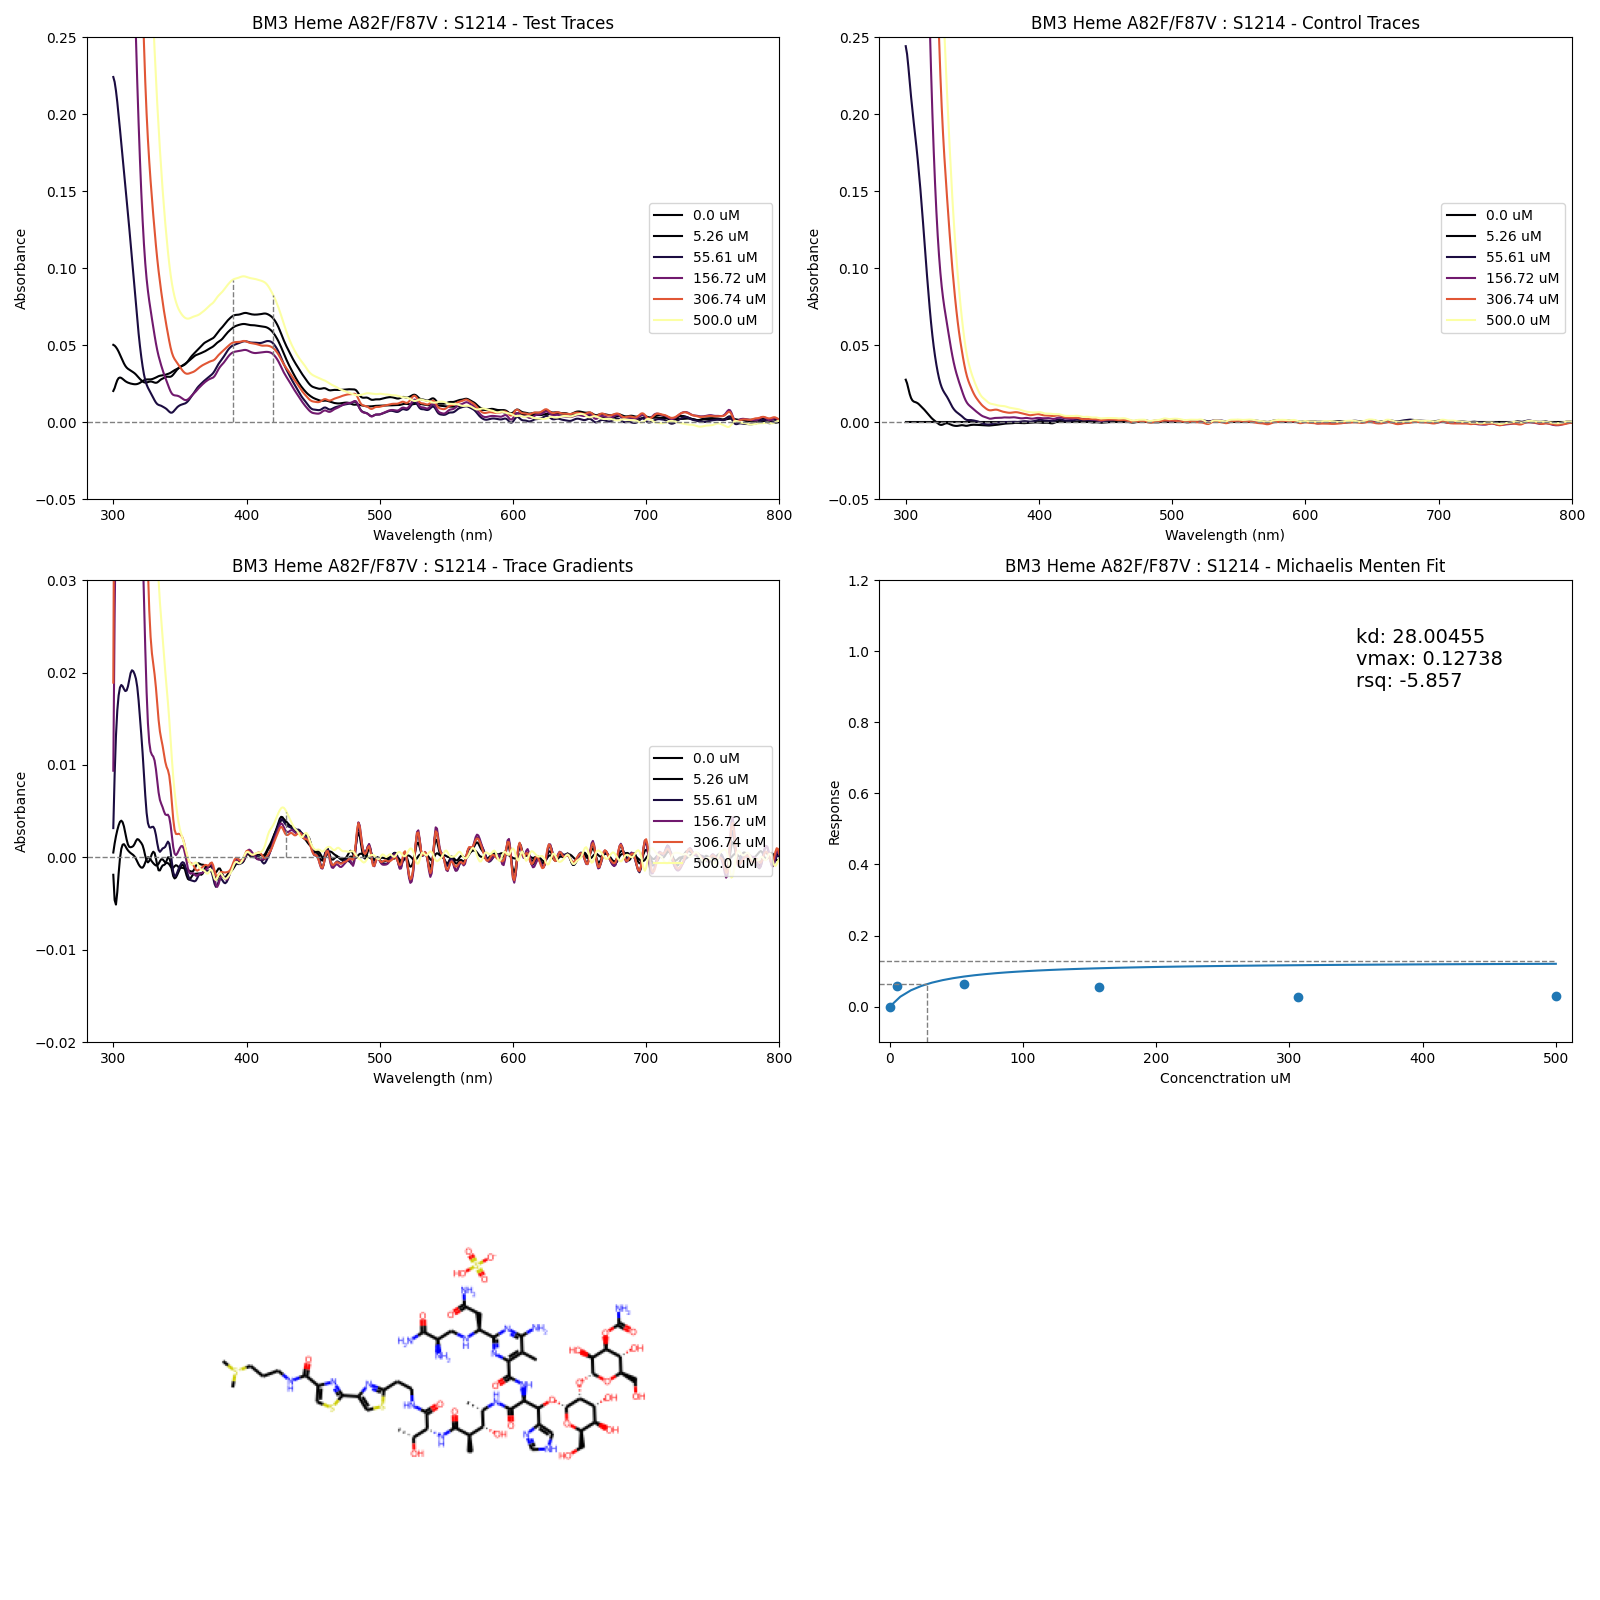 BM3 Heme A82F/F87V : S1214 - Test Traces
0.25
0.20
0.15
0.10
0.05
0.00
−0.05
Absorbance
300 400 500 600 700 800
Wavelength (nm)
0.0 uM
5.26 uM
55.61 uM
156.72 uM
306.74 uM
500.0 uM
BM3 Heme A82F/F87V : S1214 - Control Traces
0.25
0.20
0.15
0.10
0.05
0.00
−0.05
Absorbance
300 400 500 600 700 800
Wavelength (nm)
0.0 uM
5.26 uM
55.61 uM
156.72 uM
306.74 uM
500.0 uM
BM3 Heme A82F/F87V : S1214 - Trace Gradients
0.03
0.02
0.01
0.00
−0.01
−0.02
Absorbance
300 400 500 600 700 800
Wavelength (nm)
0.0 uM
5.26 uM
55.61 uM
156.72 uM
306.74 uM
500.0 uM
BM3 Heme A82F/F87V : S1214 - Michaelis Menten Fit
1.2
1.0
0.8
0.6
0.4
0.2
0.0
Response
0 100 200 300 400 500
Concenctration uM
kd: 28.00455
vmax: 0.12738
rsq: -5.857